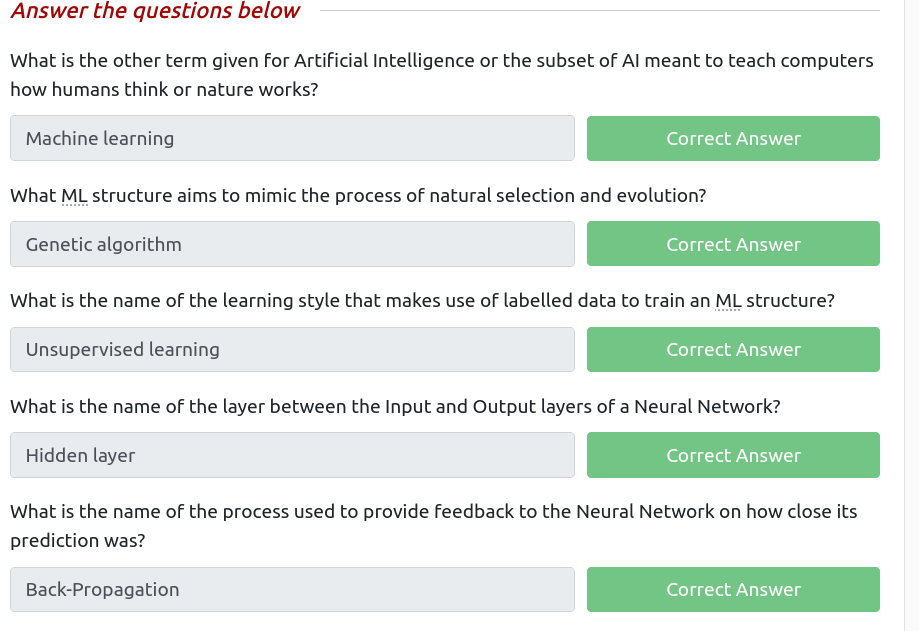 Answer the questions below
What is the other term given for Artificial Intelligence or the subset of AI meant to teach computers
how humans think or nature works?
Machine learning
Correct Answer
What ML structure aims to mimic the process of natural selection and evolution?
Genetic algorithm
Correct Answer
What is the name of the learning style that makes use of labelled data to train an ML structure?
Unsupervised learning
Correct Answer
What is the name of the layer between the Input and Output layers of a Neural Network?
Hidden layer
Correct Answer
What is the name of the process used to provide feedback to the Neural Network on how close its
prediction was?
Back-Propagation
Correct Answer